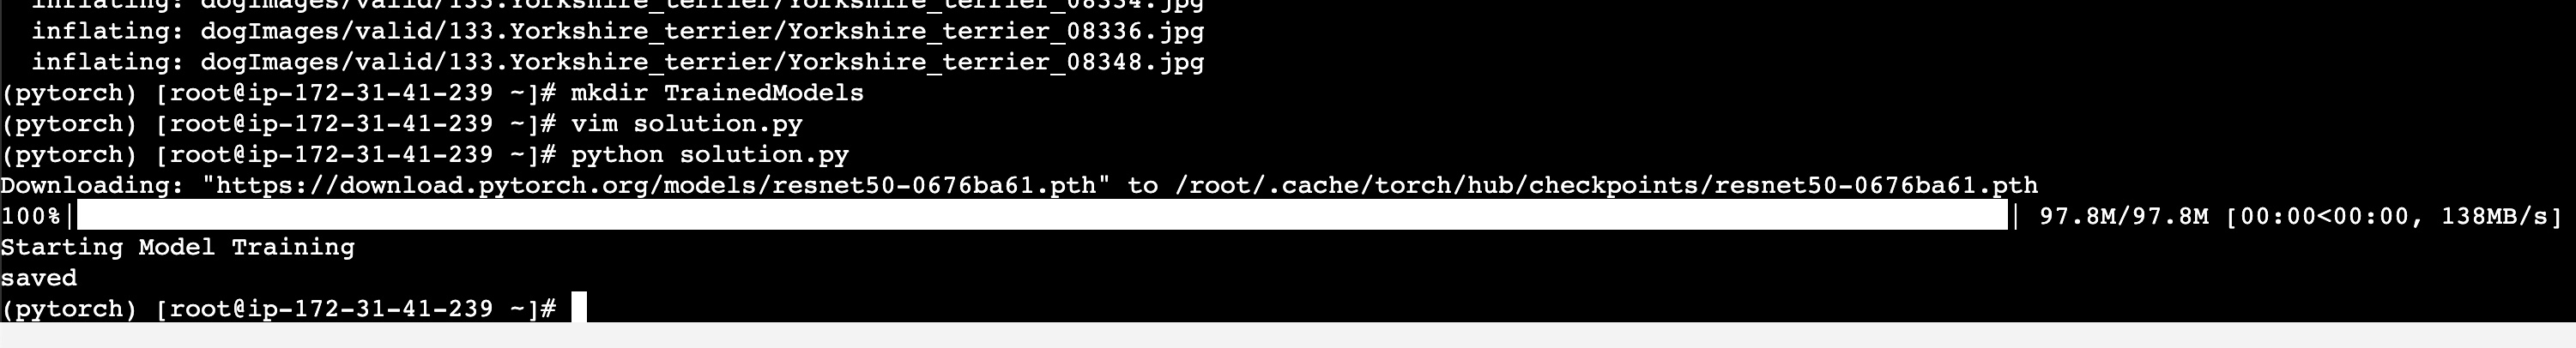 inflating: dogImages/valid/133.Yorkshire_terrier/Yorkshire_terrier_08334.jpg
inflating: dogImages/valid/133.Yorkshire_terrier/Yorkshire_terrier_08336.jpg
inflating: dogImages/valid/133.Yorkshire_terrier/Yorkshire_terrier_08348.jpg
(pytorch) [root@ip-172-31-41-239 ~]# mkdir TrainedModels
(pytorch) [root@ip-172-31-41-239 ~]# vim solution.py
(pytorch) [root@ip-172-31-41-239 ~]# python solution.py
Downloading: "https://download.pytorch.org/models/resnet50-0676ba61.pth" to /root/.cache/torch/hub/checkpoints/resnet50-0676ba61.pth
100%| | 97.8M/97.8M [00:00<00:00, 138MB/s]
Starting Model Training
saved
(pytorch) [root@ip-172-31-41-239 ~]#